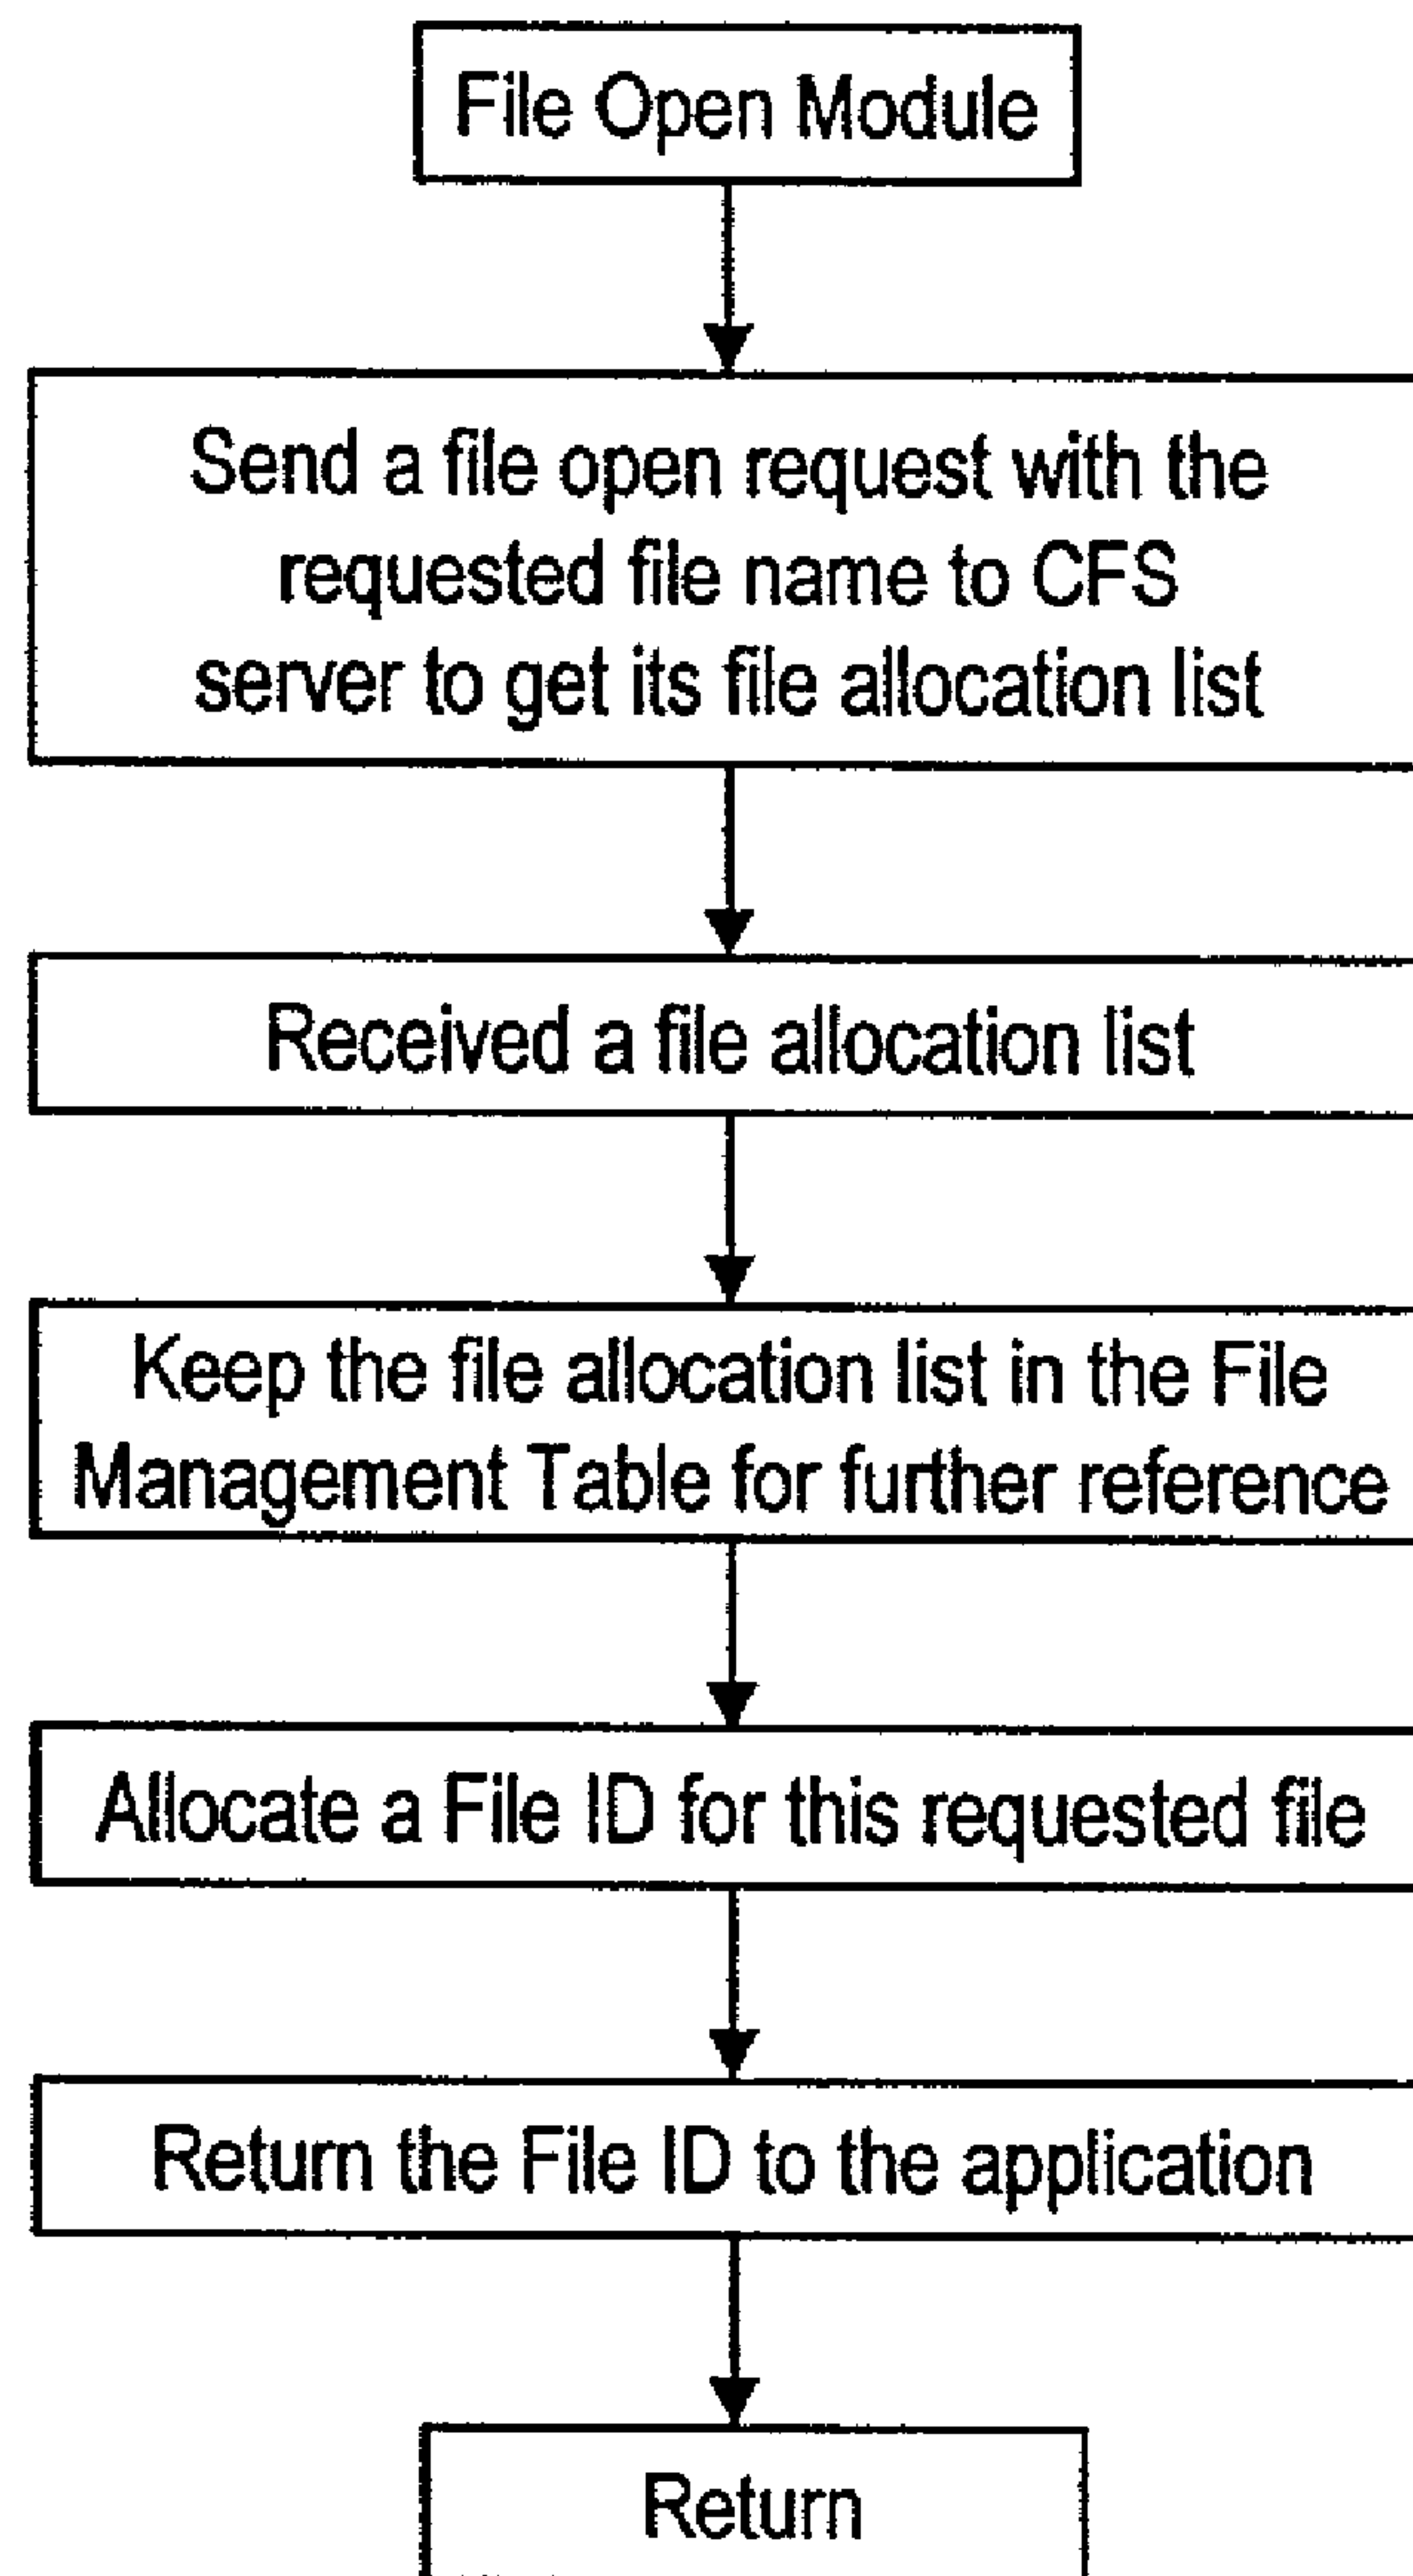 File Open Module
Send a file open request with the
requested file name to CFS
server to get its file allocation list
Received a file allocation list
Keep the file allocation list in the File
Management Table for further reference
Allocate a File ID for this requested file
Return the File ID to the application
Return